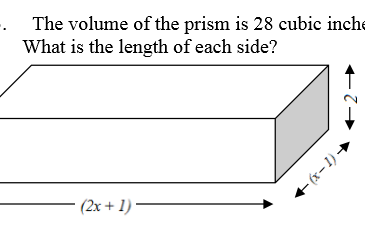 The volume of the prism is 28 cubic
What is the length of each side?
2
(x – 1)
(2x + 1)